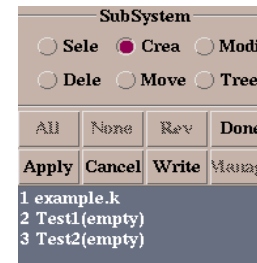 SubSystem
Sele Crea Modi
Dele Move Tree
All None Rev Done
Apply Cancel Write Manag
1 example.k
2 Test1(empty)
3 Test2(empty)